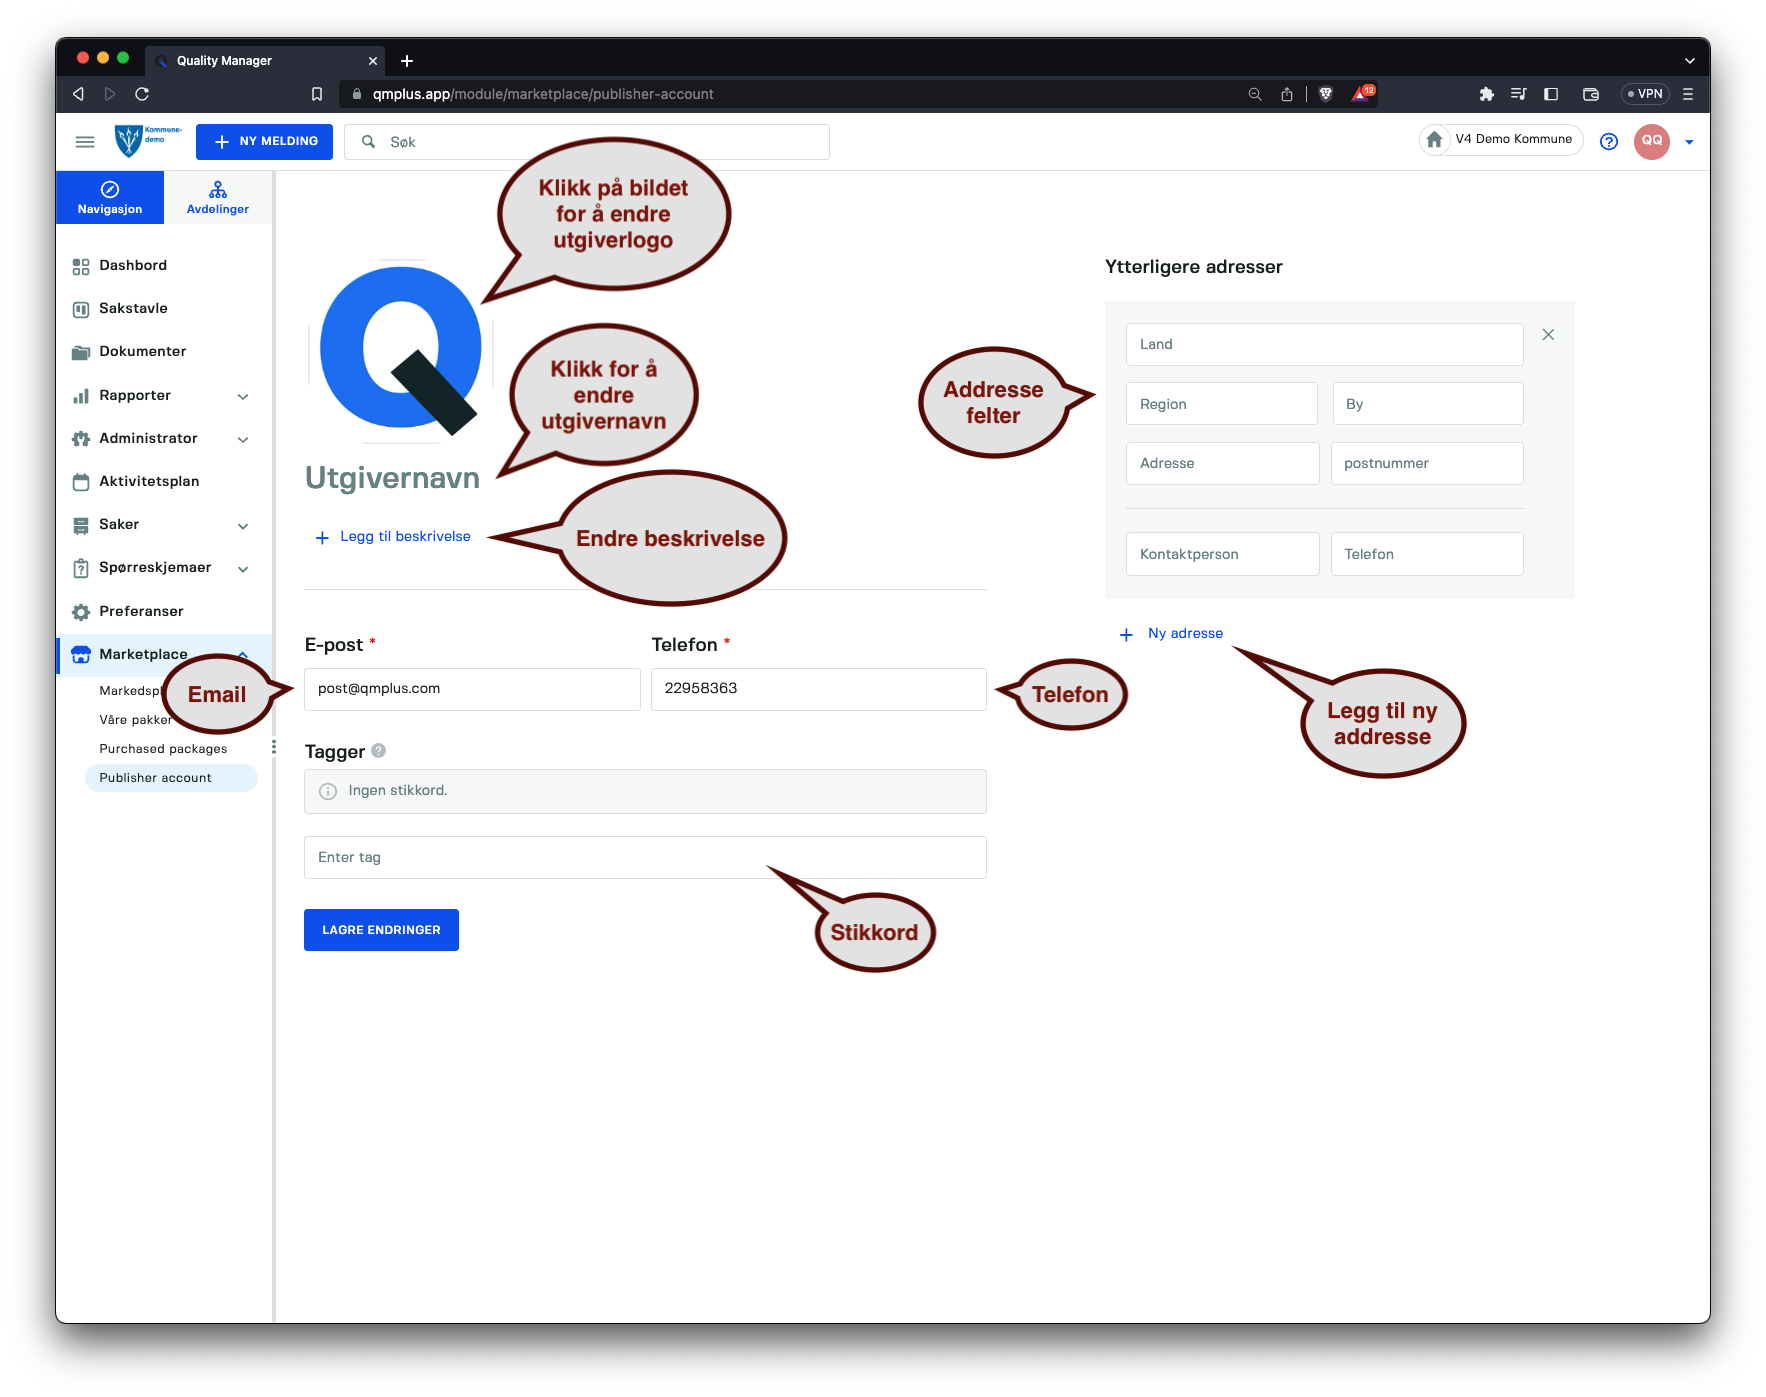 Quality Manager
qmplus.app/module/marketplace/publisher-account
12
VPN
Kommune-
demo
NY MELDING
Søk
V4 Demo Kommune
QQ
Navigasjon
Avdelinger
Dashbord
Sakstavle
Dokumenter
Rapporter
Administrator
Aktivitetsplan
Saker
Spørreskjemaer
Preferanser
Marketplace
Våre pakker
Purchased packages
Publisher account
Klikk på bildet
for å endre
utgiverlogo
Klikk for å
endre
utgivernavn
Utgivernavn
Legg til beskrivelse
Endre beskrivelse
E-post *
post@qmplus.com
Email
Telefon *
22958363
Telefon
Tagger ?
Ingen stikkord.
Enter tag
Stikkord
LAGRE ENDRINGER
Ytterligere adresser
Addresse
felter
Land
Region
By
Adresse
postnummer
Kontaktperson
Telefon
Ny adresse
Legg til ny
addresse